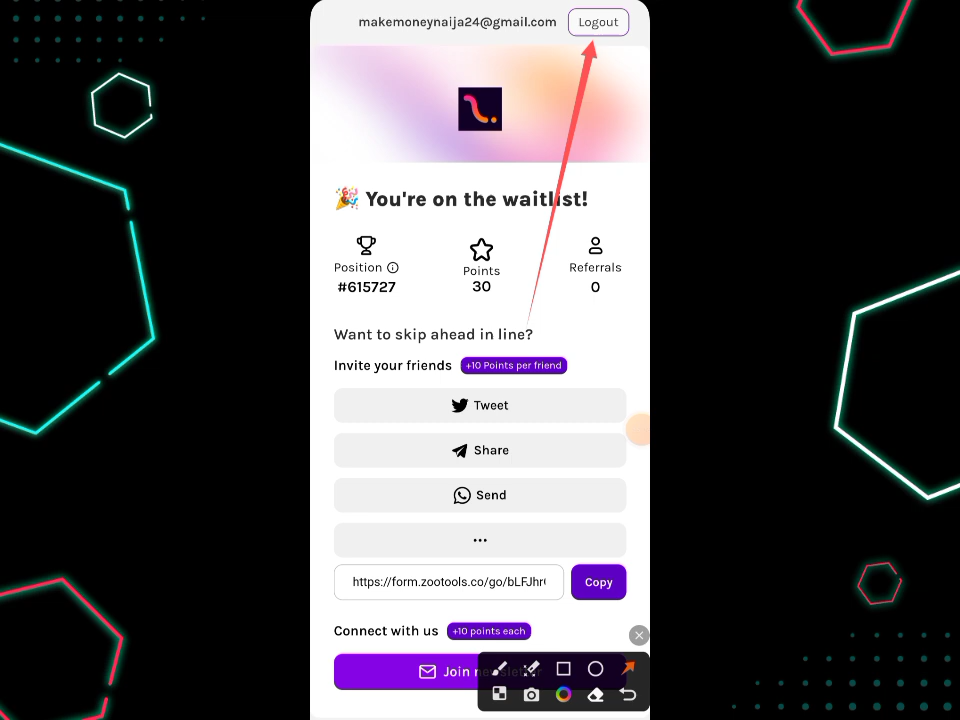 makemoneynaija24@gmail.com Logout
🎉 You're on the waitlist!
Position Points Referrals
#615727 30 0
Want to skip ahead in line?
Invite your friends +10 Points per friend
Tweet
Share
Send
...
https://form.zootools.co/go/bLFJhr Copy
Connect with us +10 points each
Join newsletter